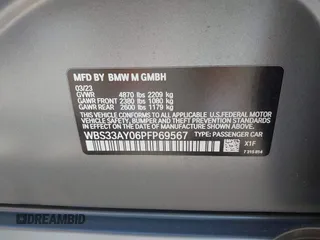 MFD BY BMW M GMBH
03/23
GVWR 4870 lbs 2209 kg
GAWR FRONT 2380 lbs 1080 kg
GAWR REAR 2600 lbs 1179 kg
THIS VEHICLE CONFORMS TO ALL APPLICABLE
FEDERAL MOTOR VEHICLE SAFETY, BUMPER, AND
THEFT PREVENTION STANDARDS IN EFFECT ON
THE DATE OF MANUFACTURE SHOWN ABOVE.
WBS33AY06PFP69567 TYPE: PASSENGER CAR
X1F
DREAMBID